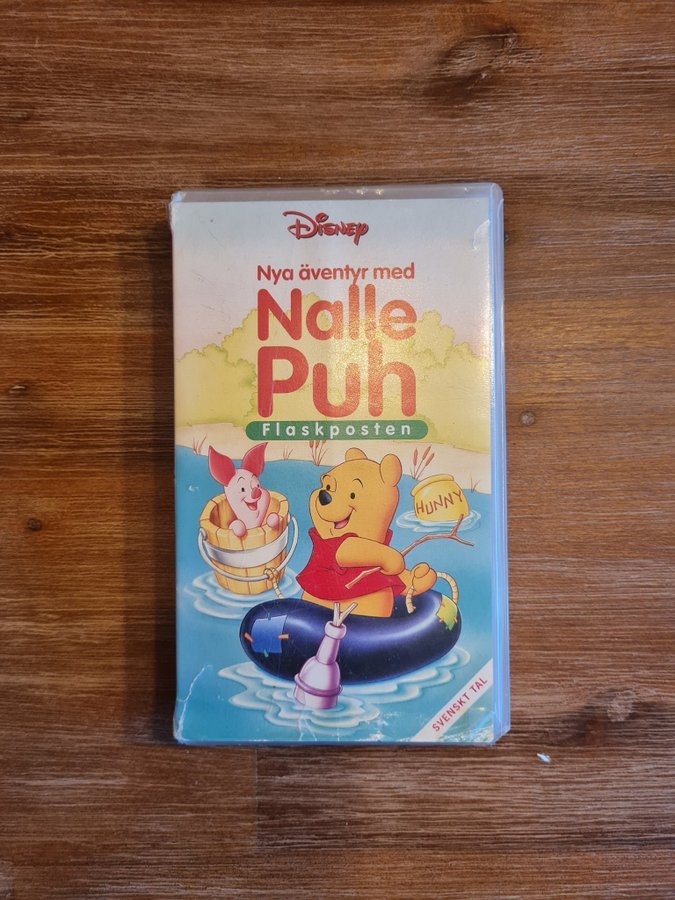 Disney
Nya äventyr med
Nalle
Puh
Flaskposten
HUNNY
SVENSKT TAL